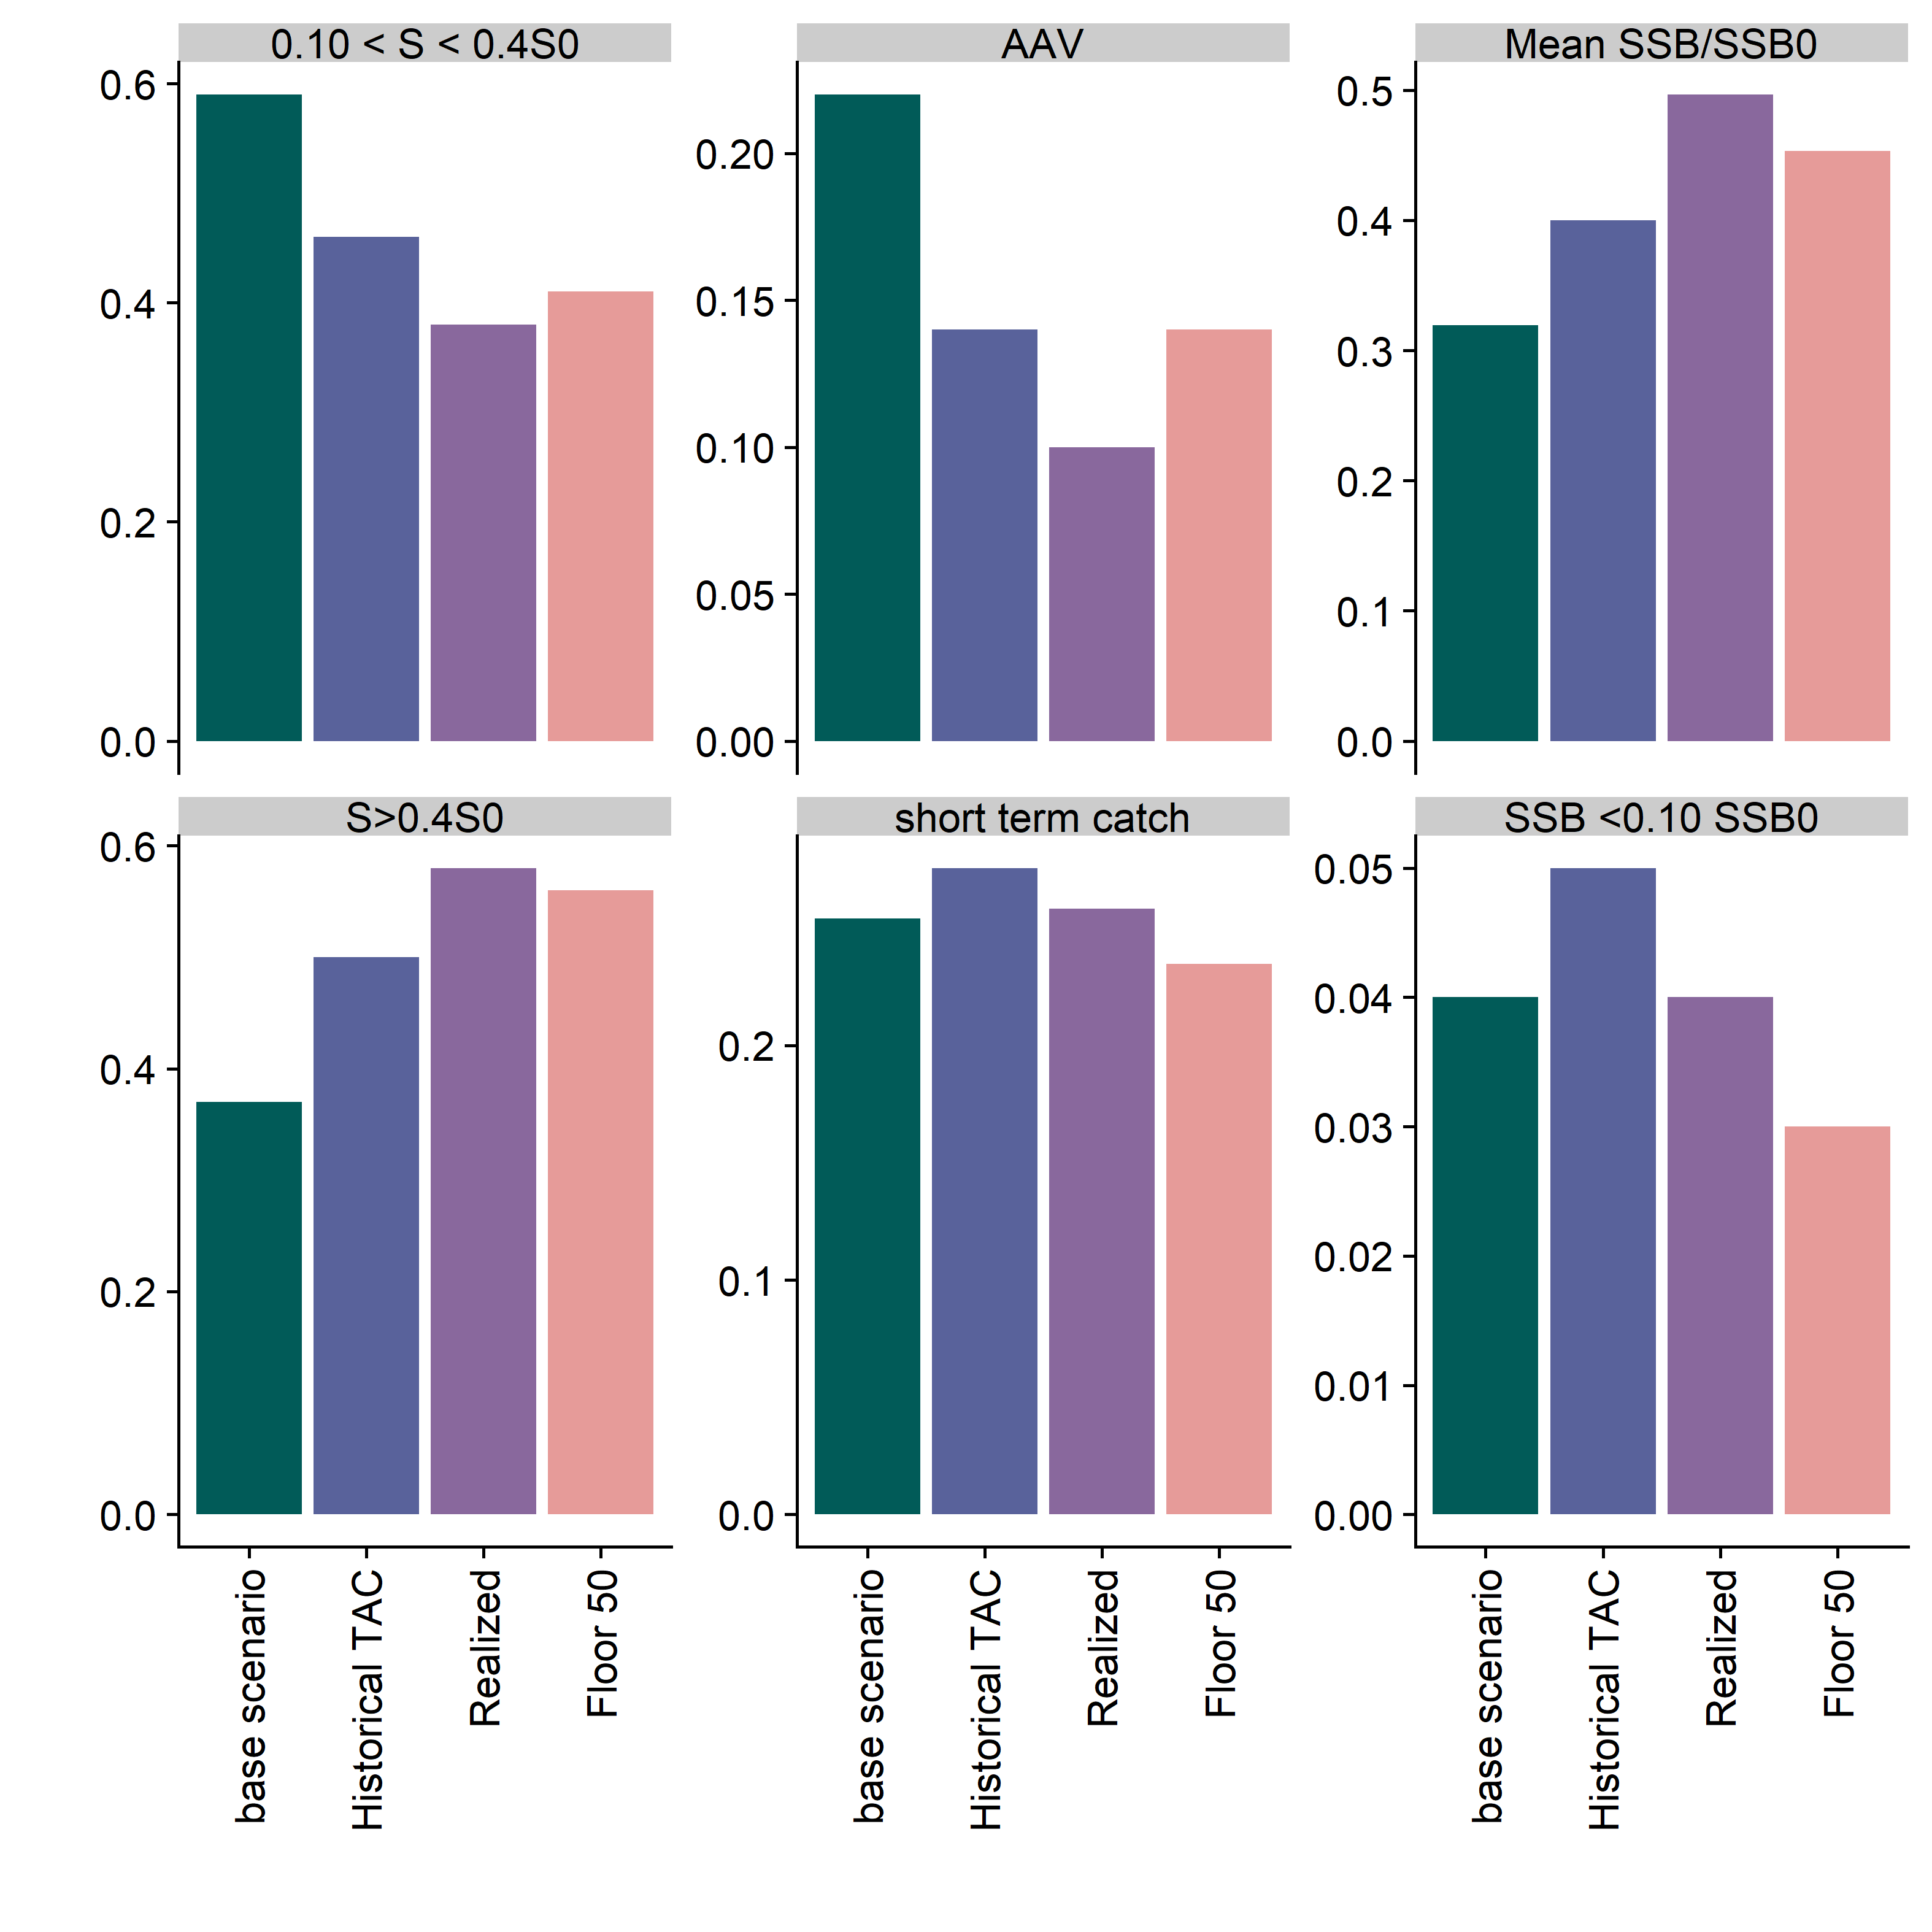 0.10 < S < 0.4S0
0.6
0.4
0.2
0.0
AAV
0.20
0.15
0.10
0.05
0.00
Mean SSB/SSB0
0.5
0.4
0.3
0.2
0.1
0.0
S>0.4S0
0.6
0.4
0.2
0.0
base scenario
Historical TAC
Realized
Floor 50
short term catch
0.2
0.1
0.0
base scenario
Historical TAC
Realized
Floor 50
SSB <0.10 SSB0
0.05
0.04
0.03
0.02
0.01
0.00
base scenario
Historical TAC
Realized
Floor 50